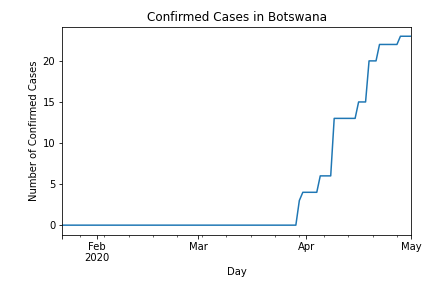 Confirmed Cases in Botswana
Number of Confirmed Cases
20
15
10
5
0
Feb
2020
Mar
Apr
May
Day